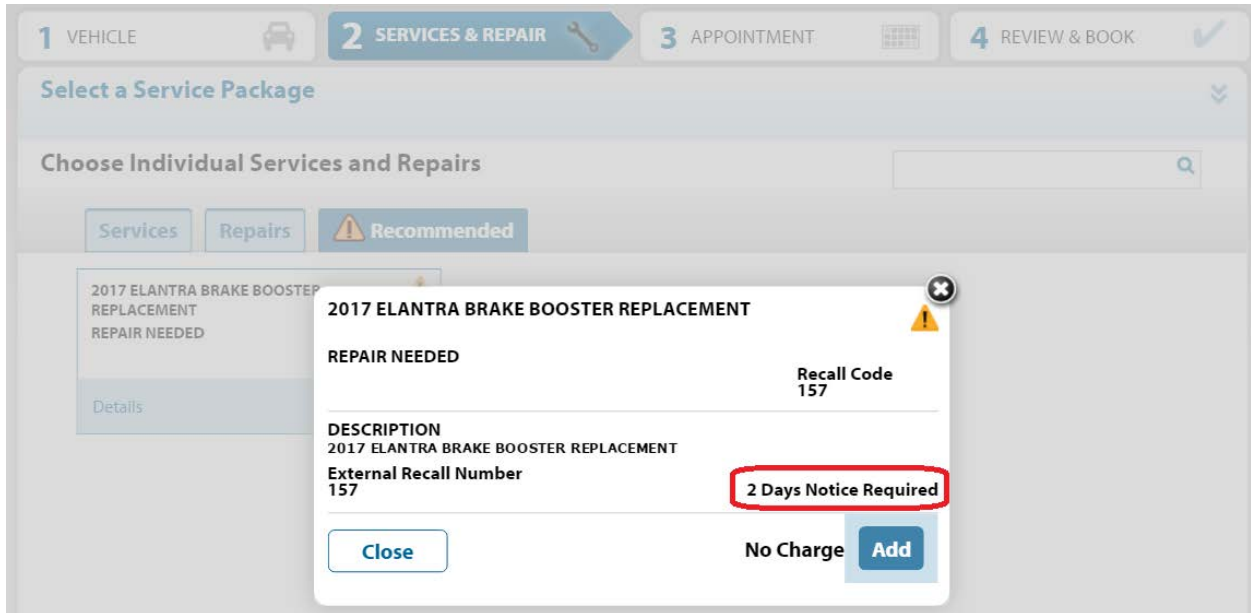 1 VEHICLE
2 SERVICES & REPAIR
3 APPOINTMENT
4 REVIEW & BOOK
Select a Service Package
Choose Individual Services and Repairs
Services
Repairs
Recommended
2017 ELANTRA BRAKE BOOSTER
REPLACEMENT
REPAIR NEEDED
Details
2017 ELANTRA BRAKE BOOSTER REPLACEMENT
REPAIR NEEDED
Recall Code
157
DESCRIPTION
2017 ELANTRA BRAKE BOOSTER REPLACEMENT
External Recall Number
157
2 Days Notice Required
Close
No Charge
Add